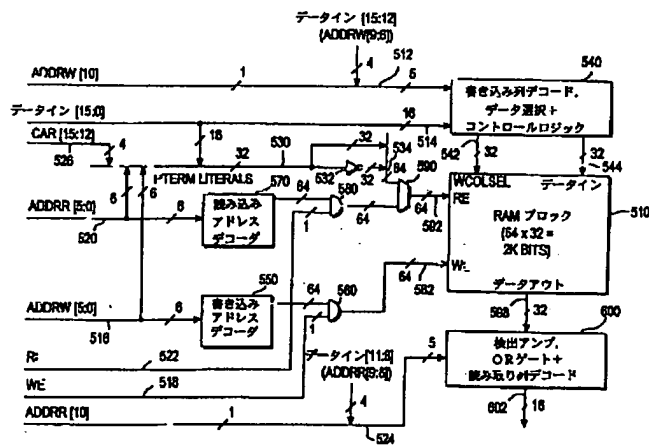 データイン [15:12]
(ADDRW[9:6])
4
512
540
ADDRW [10]
1
5
書き込み列デコード,
データ選択+
コントロールロジック
データイン [15:0]
16
514
CAR [15:12]
4
526
16
32
530
32
534
542
32
32
544
PTERM LITERALS
532
32
64
590
6
6
570
読み込み
アドレス
デコーダ
64
580
1
64
64
592
WCOLSEL
データイン
RE
510
RAM ブロック
(64 x 32 =
2K BITS)
ADDRR [5:0]
6
520
550
書き込み
アドレス
デコーダ
64
560
1
64
582
WE
データアウト
ADDRW [5:0]
6
516
598
32
600
RE
522
データイン[11:8]
(ADDRR[9:6])
5
検出アンプ,
ORゲート+
読み取り列デコード
WE
518
4
ADDRR [10]
1
524
602
16